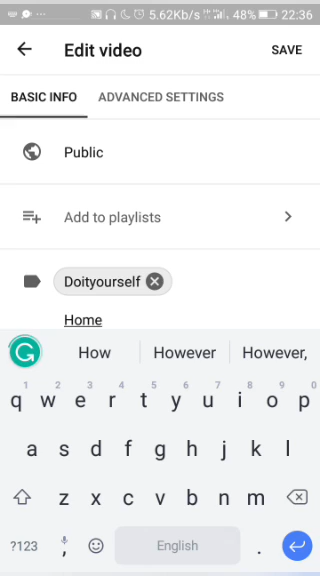 5.62Kb/s 48% 22:36
Edit video SAVE
BASIC INFO ADVANCED SETTINGS
Public
Add to playlists
Doityourself
Home
How However However,
1 2 3 4 5 6 7 8 9 0
q w e r t y u i o p
a s d f g h j k l
z x c v b n m
?123 , English .